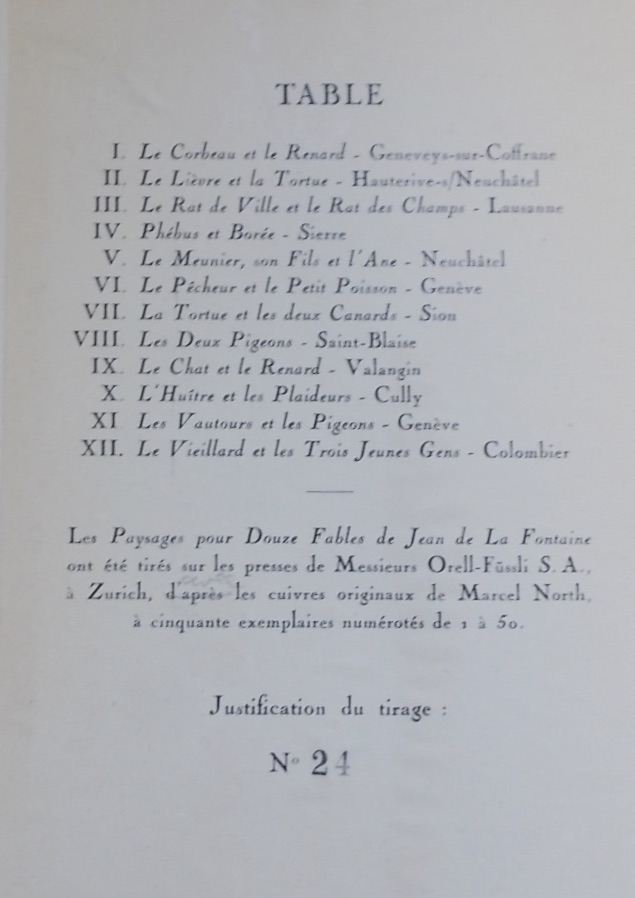 TABLE
I. Le Corbeau et le Renard - Geneveys-sur-Coffrane
II. Le Lièvre et la Tortue - Hauterive-s/Neuchâtel
III. Le Rat de Ville et le Rat des Champs - Lausanne
IV. Phébus et Borée - Sierre
V. Le Meunier, son Fils et l'Ane - Neuchâtel
VI. Le Pêcheur et le Petit Poisson - Genève
VII. La Tortue et les deux Canards - Sion
VIII. Les Deux Pigeons - Saint-Blaise
IX. Le Chat et le Renard - Valangin
X. L'Huître et les Plaideurs - Cully
XI Les Vautours et les Pigeons - Genève
XII. Le Vieillard et les Trois Jeunes Gens - Colombier
Les Paysages pour Douze Fables de Jean de La Fontaine
ont été tirés sur les presses de Messieurs Orell-Füssli S. A.,
à Zurich, d'après les cuivres originaux de Marcel North,
à cinquante exemplaires numérotés de 1 à 50.
Justification du tirage :
N° 24